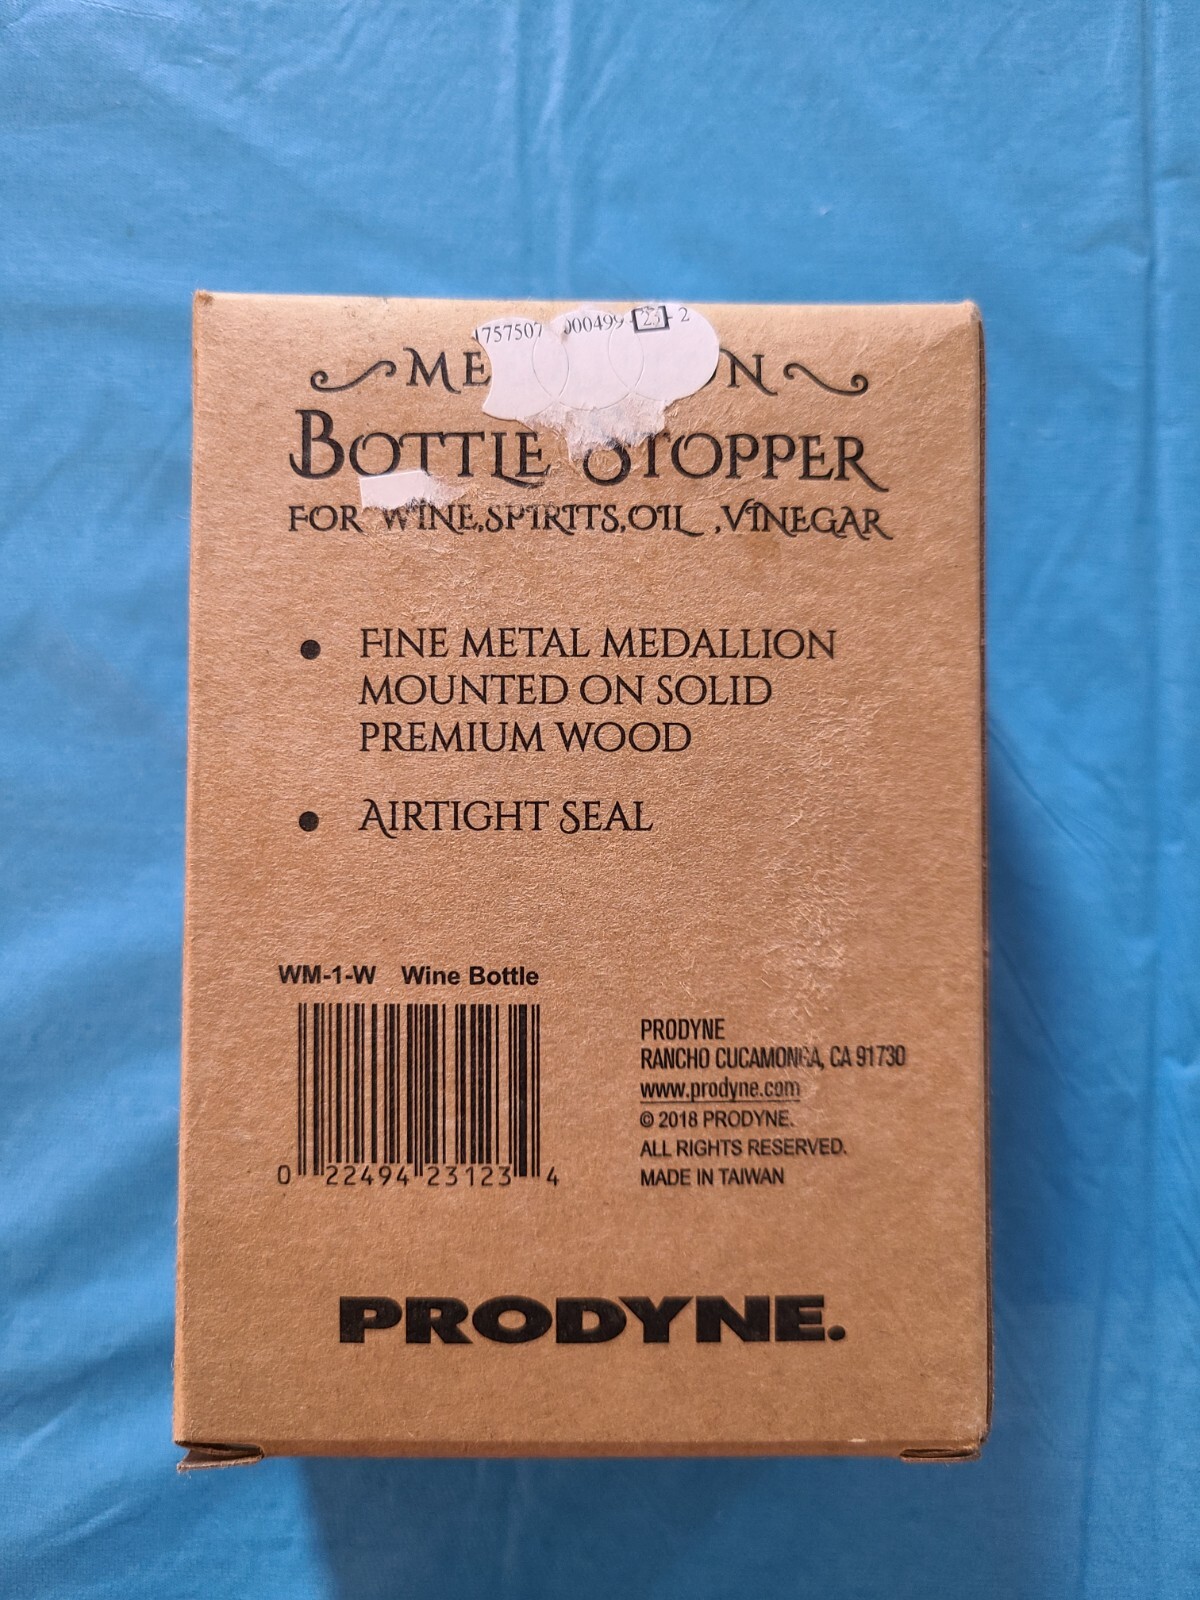 757507 000499 23 - 2
BOTTLE STOPPER
FOR WINE,SPIRITS,OIL ,VINEGAR
● FINE METAL MEDALLION
MOUNTED ON SOLID
PREMIUM WOOD
● AIRTIGHT SEAL
WM-1-W Wine Bottle
0 22494 23123 4
PRODYNE
RANCHO CUCAMONGA, CA 91730
www.prodyne.com
© 2018 PRODYNE.
ALL RIGHTS RESERVED.
MADE IN TAIWAN
PRODYNE.